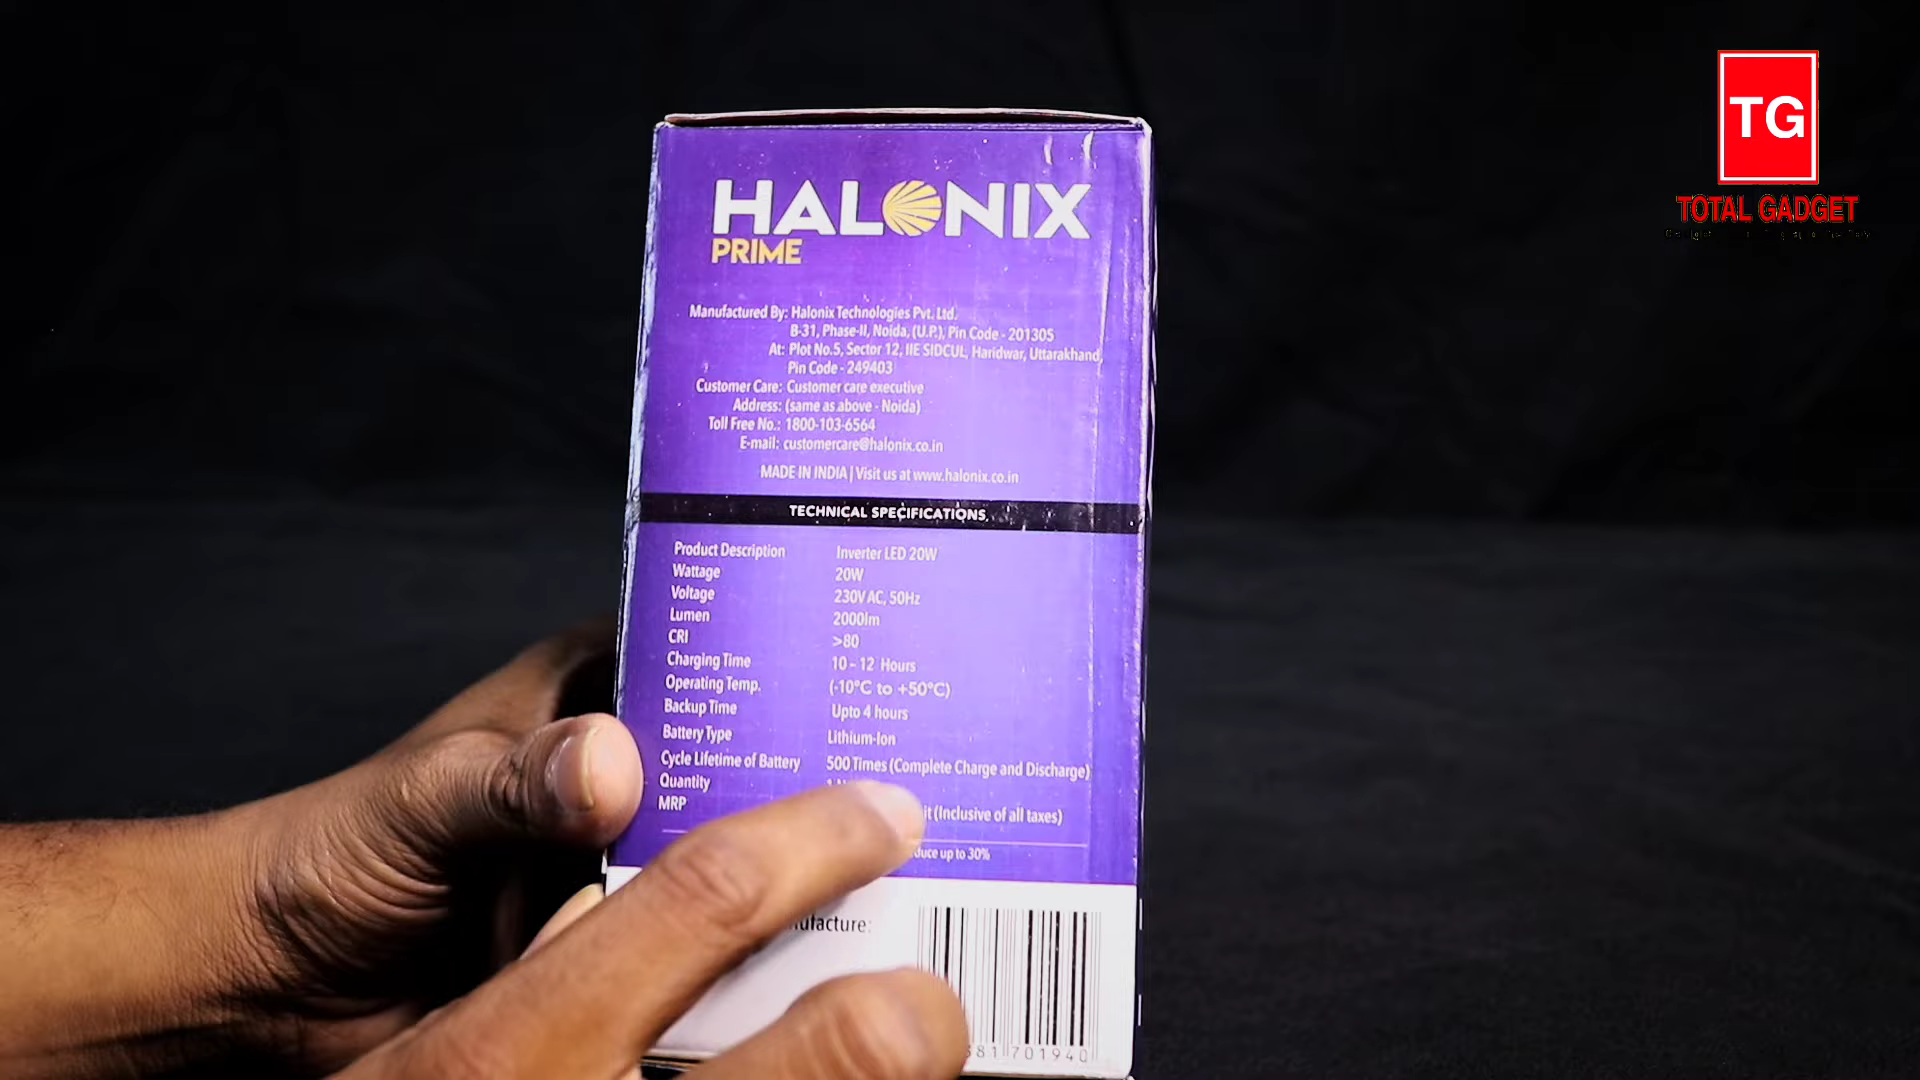 TG
TOTAL GADGET
HALONIX
PRIME
Manufactured By: Halonix Technologies Pvt. Ltd.
B-31, Phase-II, Noida, (U.P.), Pin Code - 201305
At: Plot No.5, Sector 12, IIE SIDCUL, Haridwar, Uttarakhand,
Pin Code - 249403
Customer Care: Customer care executive
Address: (same as above - Noida)
Toll Free No.: 1800-103-6564
E-mail: customercare@halonix.co.in
MADE IN INDIA | Visit us at www.halonix.co.in
TECHNICAL SPECIFICATIONS
Product Description Inverter LED 20W
Wattage 20W
Voltage 230V AC, 50Hz
Lumen 2000lm
CRI >80
Charging Time 10 - 12 Hours
Operating Temp. (-10°C to +50°C)
Backup Time Upto 4 hours
Battery Type Lithium-Ion
Cycle Lifetime of Battery 500 Times (Complete Charge and Discharge)
Quantity 1
MRP (Inclusive of all taxes)
up to 30%
81 701940